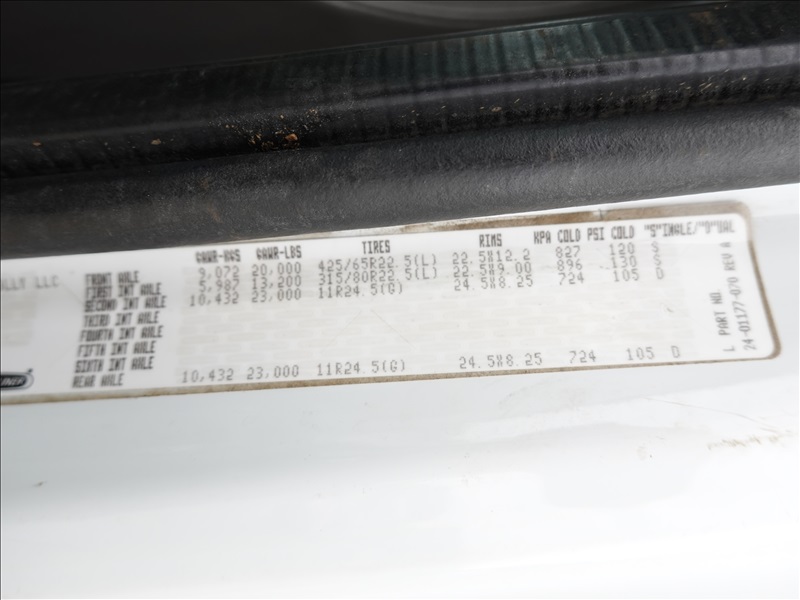 GAWR-KGS GAWR-LBS TIRES RIMS KPA COLD PSI COLD "S"INGLE/"D"UAL
FRONT AXLE 9,072 20,000 425/65R22.5(L) 22.5X12.2 827 120 S
FIRST INT AXLE 5,987 13,200 315/80R22.5(L) 22.5X9.00 896 130 S
SECOND INT AXLE 10,432 23,000 11R24.5(G) 24.5X8.25 724 105 D
THIRD INT AXLE
FOURTH INT AXLE
FIFTH INT AXLE
SIXTH INT AXLE
REAR AXLE 10,432 23,000 11R24.5(G) 24.5X8.25 724 105 D
LLY LLC
L PART NO.
24-01177-070 REV A